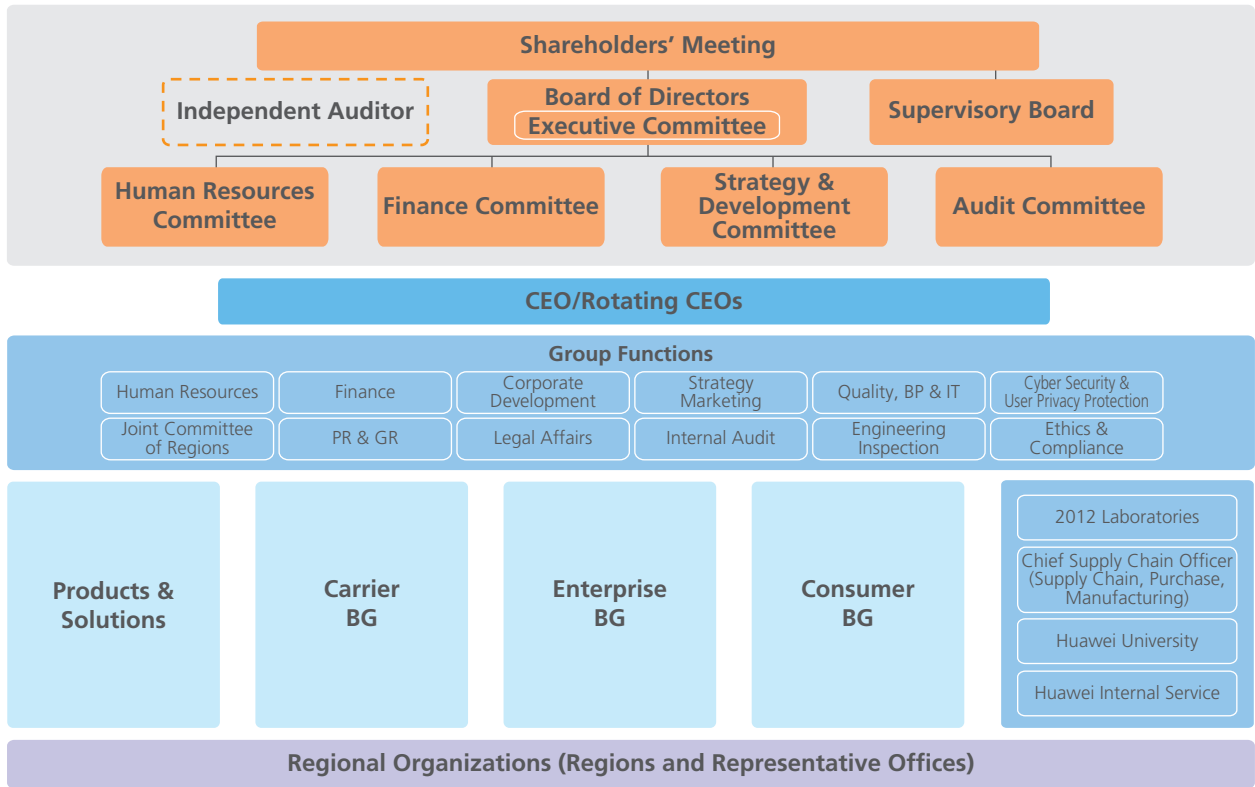 Shareholders’ Meeting
Independent Auditor
Board of Directors
Executive Committee
Supervisory Board
Human Resources
Committee
Finance Committee
Strategy &
Development
Committee
Audit Committee
CEO/Rotating CEOs
Group Functions
Human Resources
Finance
Corporate
Development
Strategy
Marketing
Quality, BP & IT
Cyber Security &
User Privacy Protection
Joint Committee
of Regions
PR & GR
Legal Affairs
Internal Audit
Engineering
Inspection
Ethics &
Compliance
Products &
Solutions
Carrier
BG
Enterprise
BG
Consumer
BG
2012 Laboratories
Chief Supply Chain Officer
(Supply Chain, Purchase,
Manufacturing)
Huawei University
Huawei Internal Service
Regional Organizations (Regions and Representative Offices)